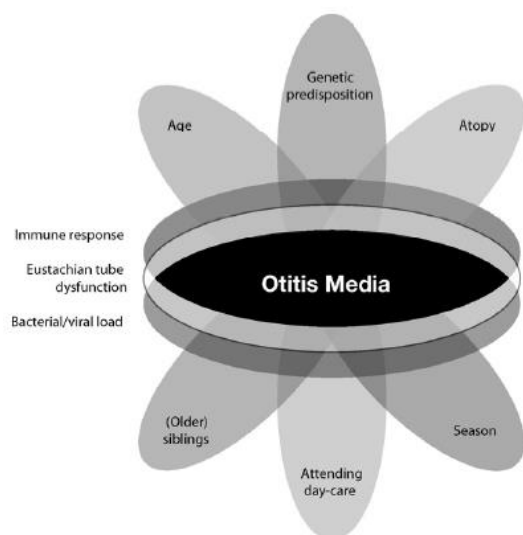 Genetic
predisposition
Age
Atopy
Immune response
Eustachian tube
dysfunction
Otitis Media
Bacterial/viral load
(Older)
siblings
Season
Attending
day-care